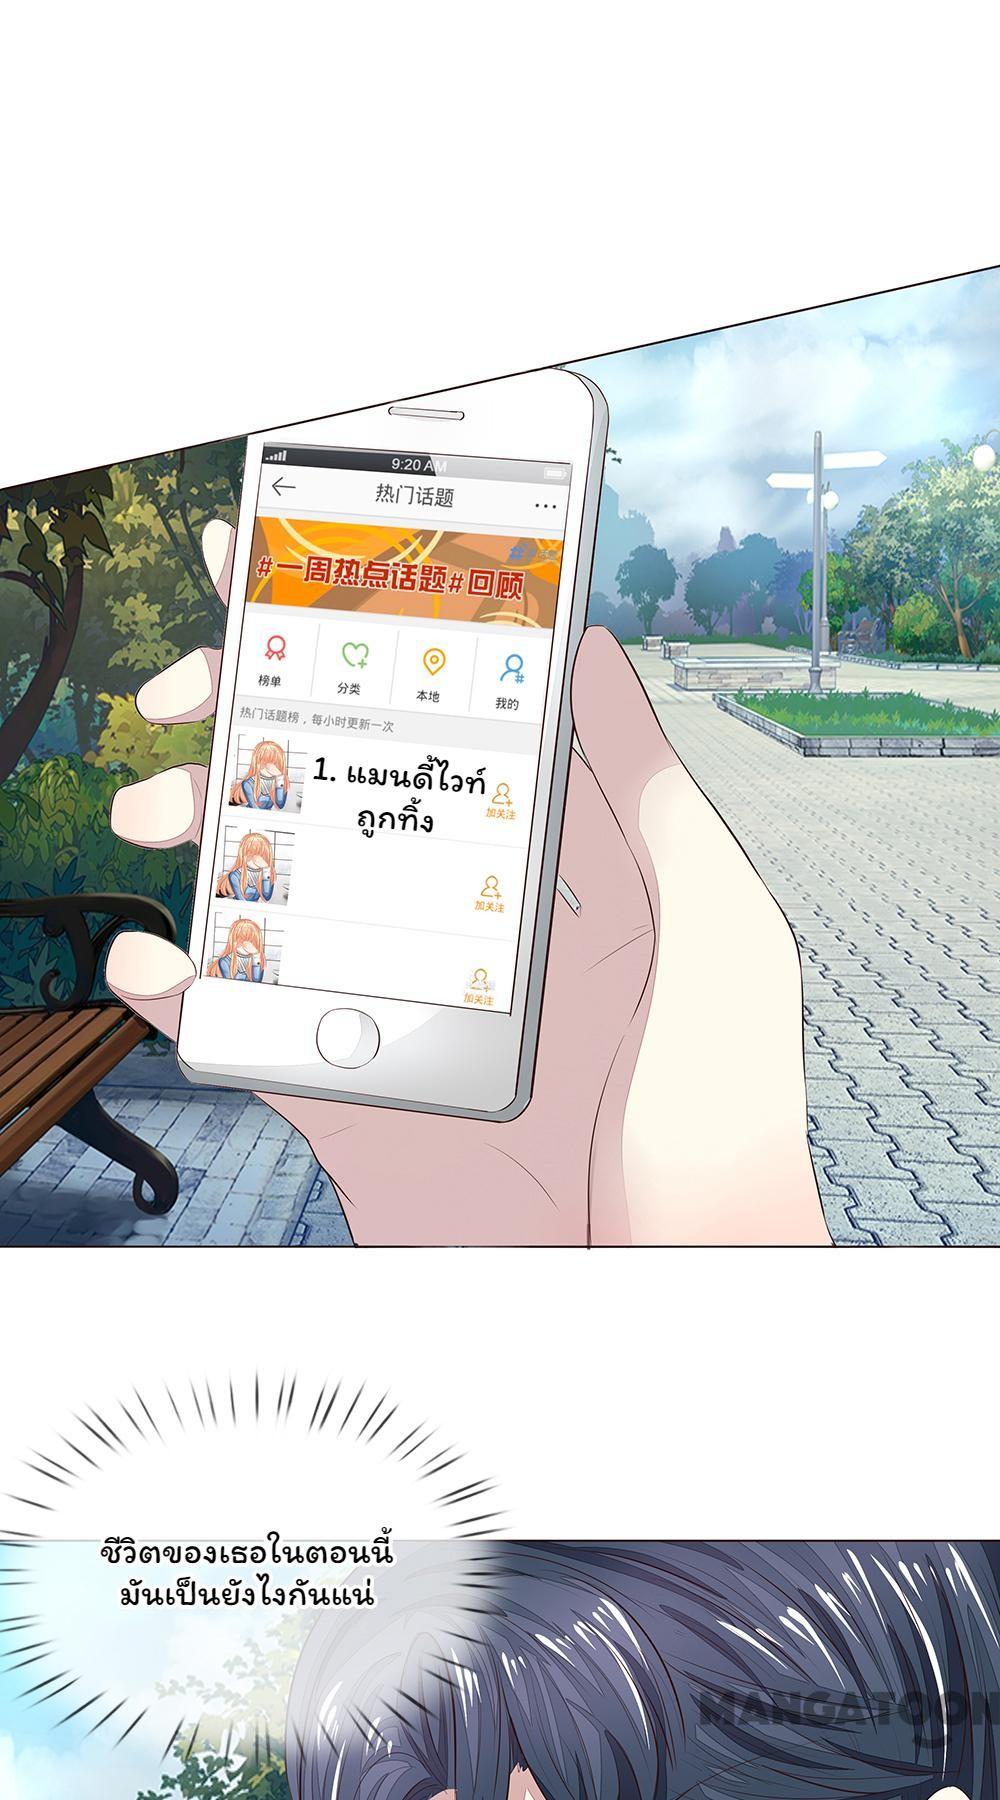 9:20 AM
热门话题
#一周热点话题#回顾
榜单
分类
本地
我的
热门话题榜，每小时更新一次
1. แมนดี้ไวท์
ถูกทิ้ง
加关注
加关注
加关注
ชีวิตของเธอในตอนนี้
มันเป็นยังไงกันแน่
MANGATOON